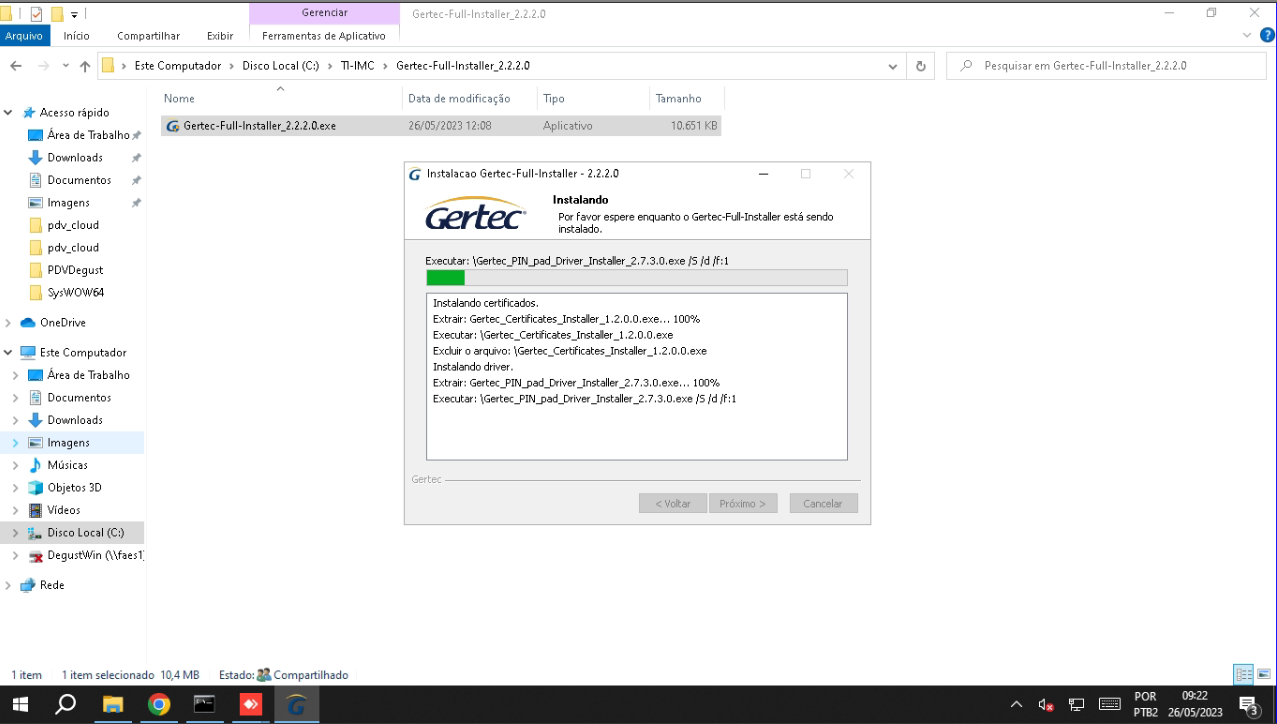 Gerenciar
Gertec-Full-Installer_2.2.2.0
Arquivo
Início
Compartilhar
Exibir
Ferramentas de Aplicativo
Este Computador > Disco Local (C:) > TI-IMC > Gertec-Full-Installer_2.2.2.0
Pesquisar em Gertec-Full-Installer_2.2.2.0
Acesso rápido
Área de Trabalho
Downloads
Documentos
Imagens
pdv_cloud
pdv_cloud
PDVDegust
SysWOW64
OneDrive
Este Computador
Área de Trabalho
Documentos
Downloads
Imagens
Músicas
Objetos 3D
Vídeos
Disco Local (C:)
DegustWin (\\faes1
Rede
Nome
Data de modificação
Tipo
Tamanho
Gertec-Full-Installer_2.2.2.0.exe
26/05/2023 12:08
Aplicativo
10.651 KB
Instalacao Gertec-Full-Installer - 2.2.2.0
Gertec
Instalando
Por favor espere enquanto o Gertec-Full-Installer está sendo
instalado.
Executar: \Gertec_PIN_pad_Driver_Installer_2.7.3.0.exe /S /d /f:1
Instalando certificados.
Extrair: Gertec_Certificates_Installer_1.2.0.0.exe... 100%
Executar: \Gertec_Certificates_Installer_1.2.0.0.exe
Excluir o arquivo: \Gertec_Certificates_Installer_1.2.0.0.exe
Instalando driver.
Extrair: Gertec_PIN_pad_Driver_Installer_2.7.3.0.exe... 100%
Executar: \Gertec_PIN_pad_Driver_Installer_2.7.3.0.exe /S /d /f:1
Gertec
< Voltar
Próximo >
Cancelar
1 item
1 item selecionado 10,4 MB
Estado: Compartilhado
POR
PTB2
09:22
26/05/2023
3